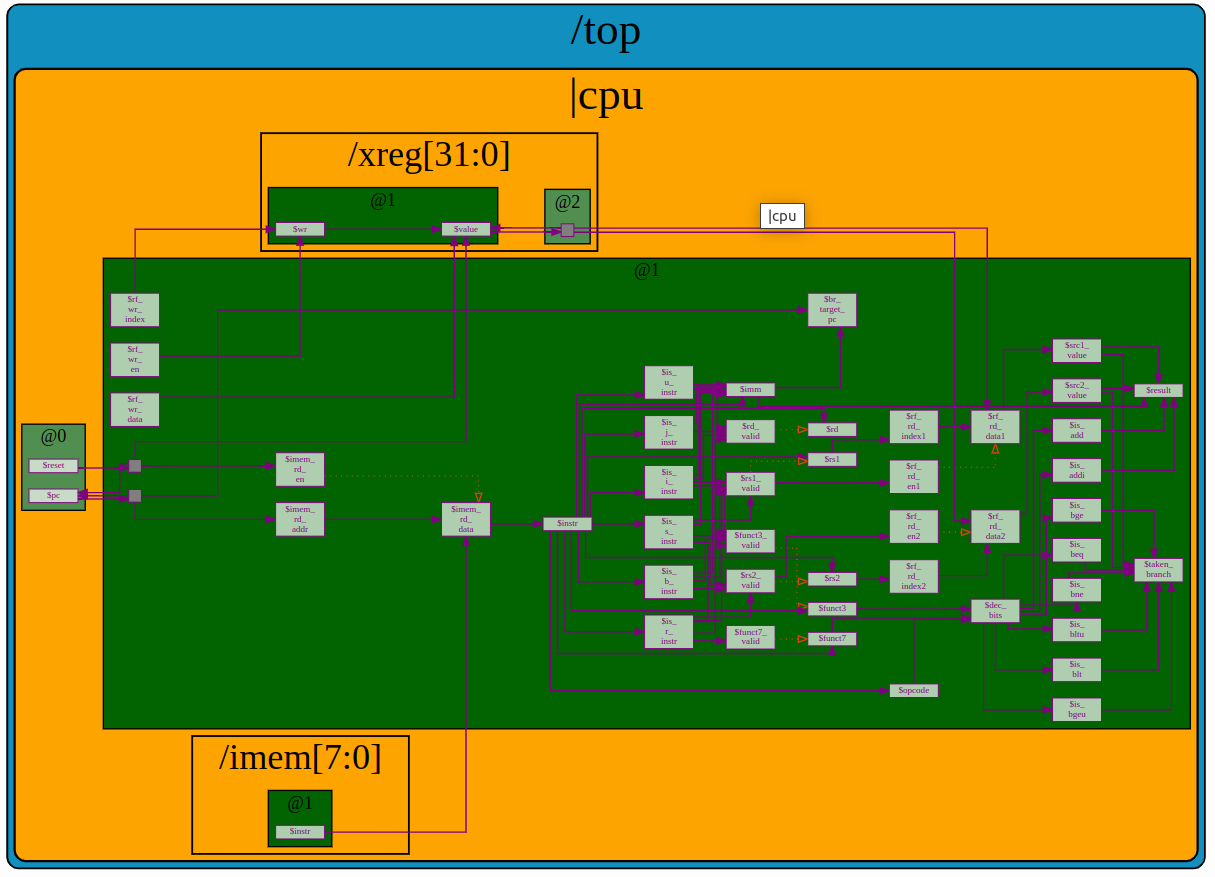 /top
|cpu
/xreg[31:0]
@1
$wr
$value
@2
|cpu
@1
$rf_
wr_
index
$rf_
wr_
en
$rf_
wr_
data
@0
$reset
$pc
$imem_
rd_
en
$imem_
rd_
addr
$imem_
rd_
data
$instr
$is_
u_
instr
$is_
j_
instr
$is_
i_
instr
$is_
s_
instr
$is_
b_
instr
$is_
r_
instr
$imm
$rd_
valid
$rs1_
valid
$funct3_
valid
$rs2_
valid
$funct7_
valid
$br_
target_
pc
$rd
$rs1
$rs2
$funct3
$funct7
$rf_
rd_
index1
$rf_
rd_
en1
$rf_
rd_
en2
$rf_
rd_
index2
$opcode
$rf_
rd_
data1
$rf_
rd_
data2
$dec_
bits
$src1_
value
$src2_
value
$is_
add
$is_
addi
$is_
bge
$is_
beq
$is_
bne
$is_
bltu
$is_
blt
$is_
bgeu
$result
$taken_
branch
/imem[7:0]
@1
$instr